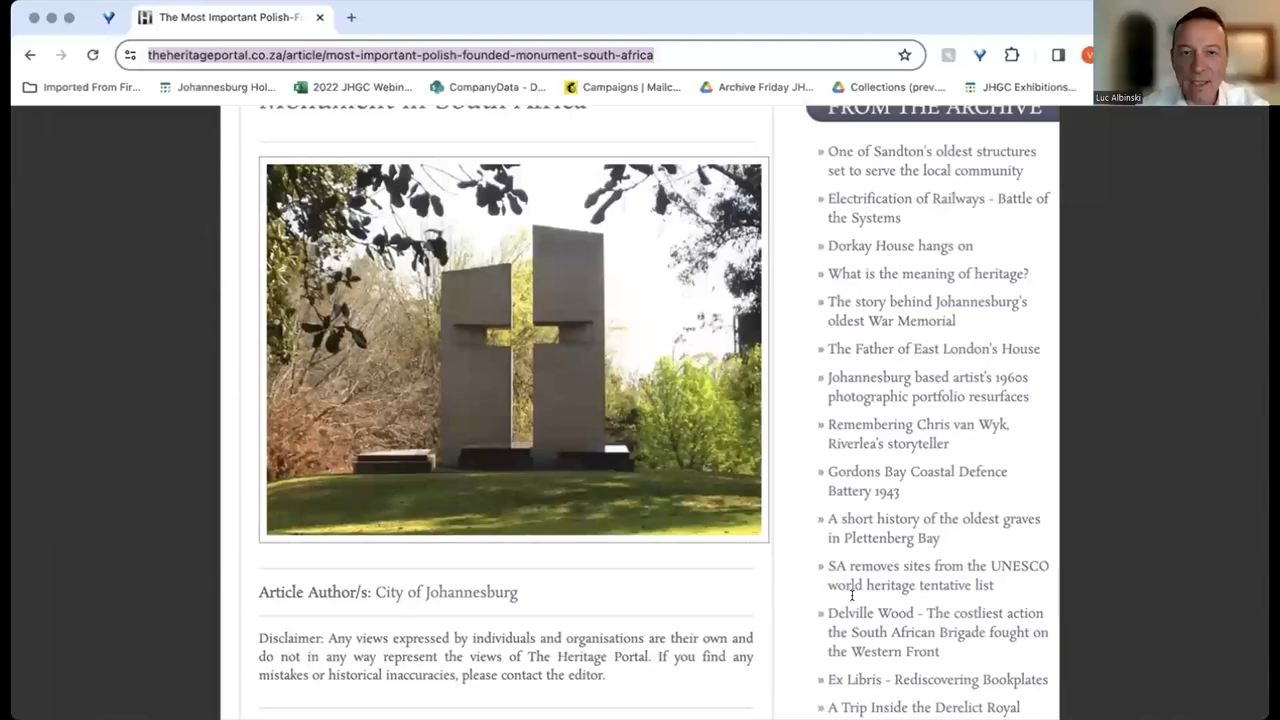 The Most Important Polish-F
theheritageportal.co.za/article/most-important-polish-founded-monument-south-africa
Imported From Fir...
Johannesburg Hol...
2022 JHGC Webin...
CompanyData - D...
Campaigns | Mailc...
Archive Friday JH...
Collections (prev....
JHGC Exhibitions...
Luc Albinski
Monument in South Africa
Article Author/s: City of Johannesburg
Disclaimer: Any views expressed by individuals and organisations are their own and
do not in any way represent the views of The Heritage Portal. If you find any
mistakes or historical inaccuracies, please contact the editor.
FROM THE ARCHIVE
» One of Sandton's oldest structures
set to serve the local community
» Electrification of Railways - Battle of
the Systems
» Dorkay House hangs on
» What is the meaning of heritage?
» The story behind Johannesburg's
oldest War Memorial
» The Father of East London's House
» Johannesburg based artist's 1960s
photographic portfolio resurfaces
» Remembering Chris van Wyk,
Riverlea's storyteller
» Gordons Bay Coastal Defence
Battery 1943
» A short history of the oldest graves
in Plettenberg Bay
» SA removes sites from the UNESCO
world heritage tentative list
» Delville Wood - The costliest action
the South African Brigade fought on
the Western Front
» Ex Libris - Rediscovering Bookplates
» A Trip Inside the Derelict Royal